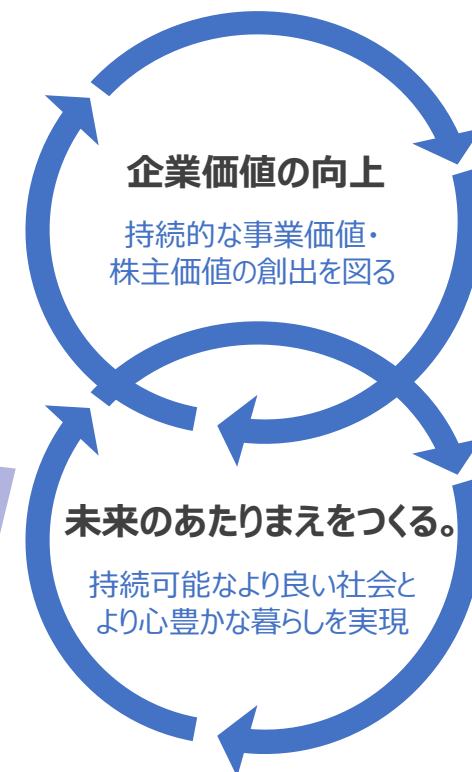 企業価値の向上
持続的な事業価値・
株主価値の創出を図る
未来のあたりまえをつくる。
持続可能なより良い社会と
より心豊かな暮らしを実現